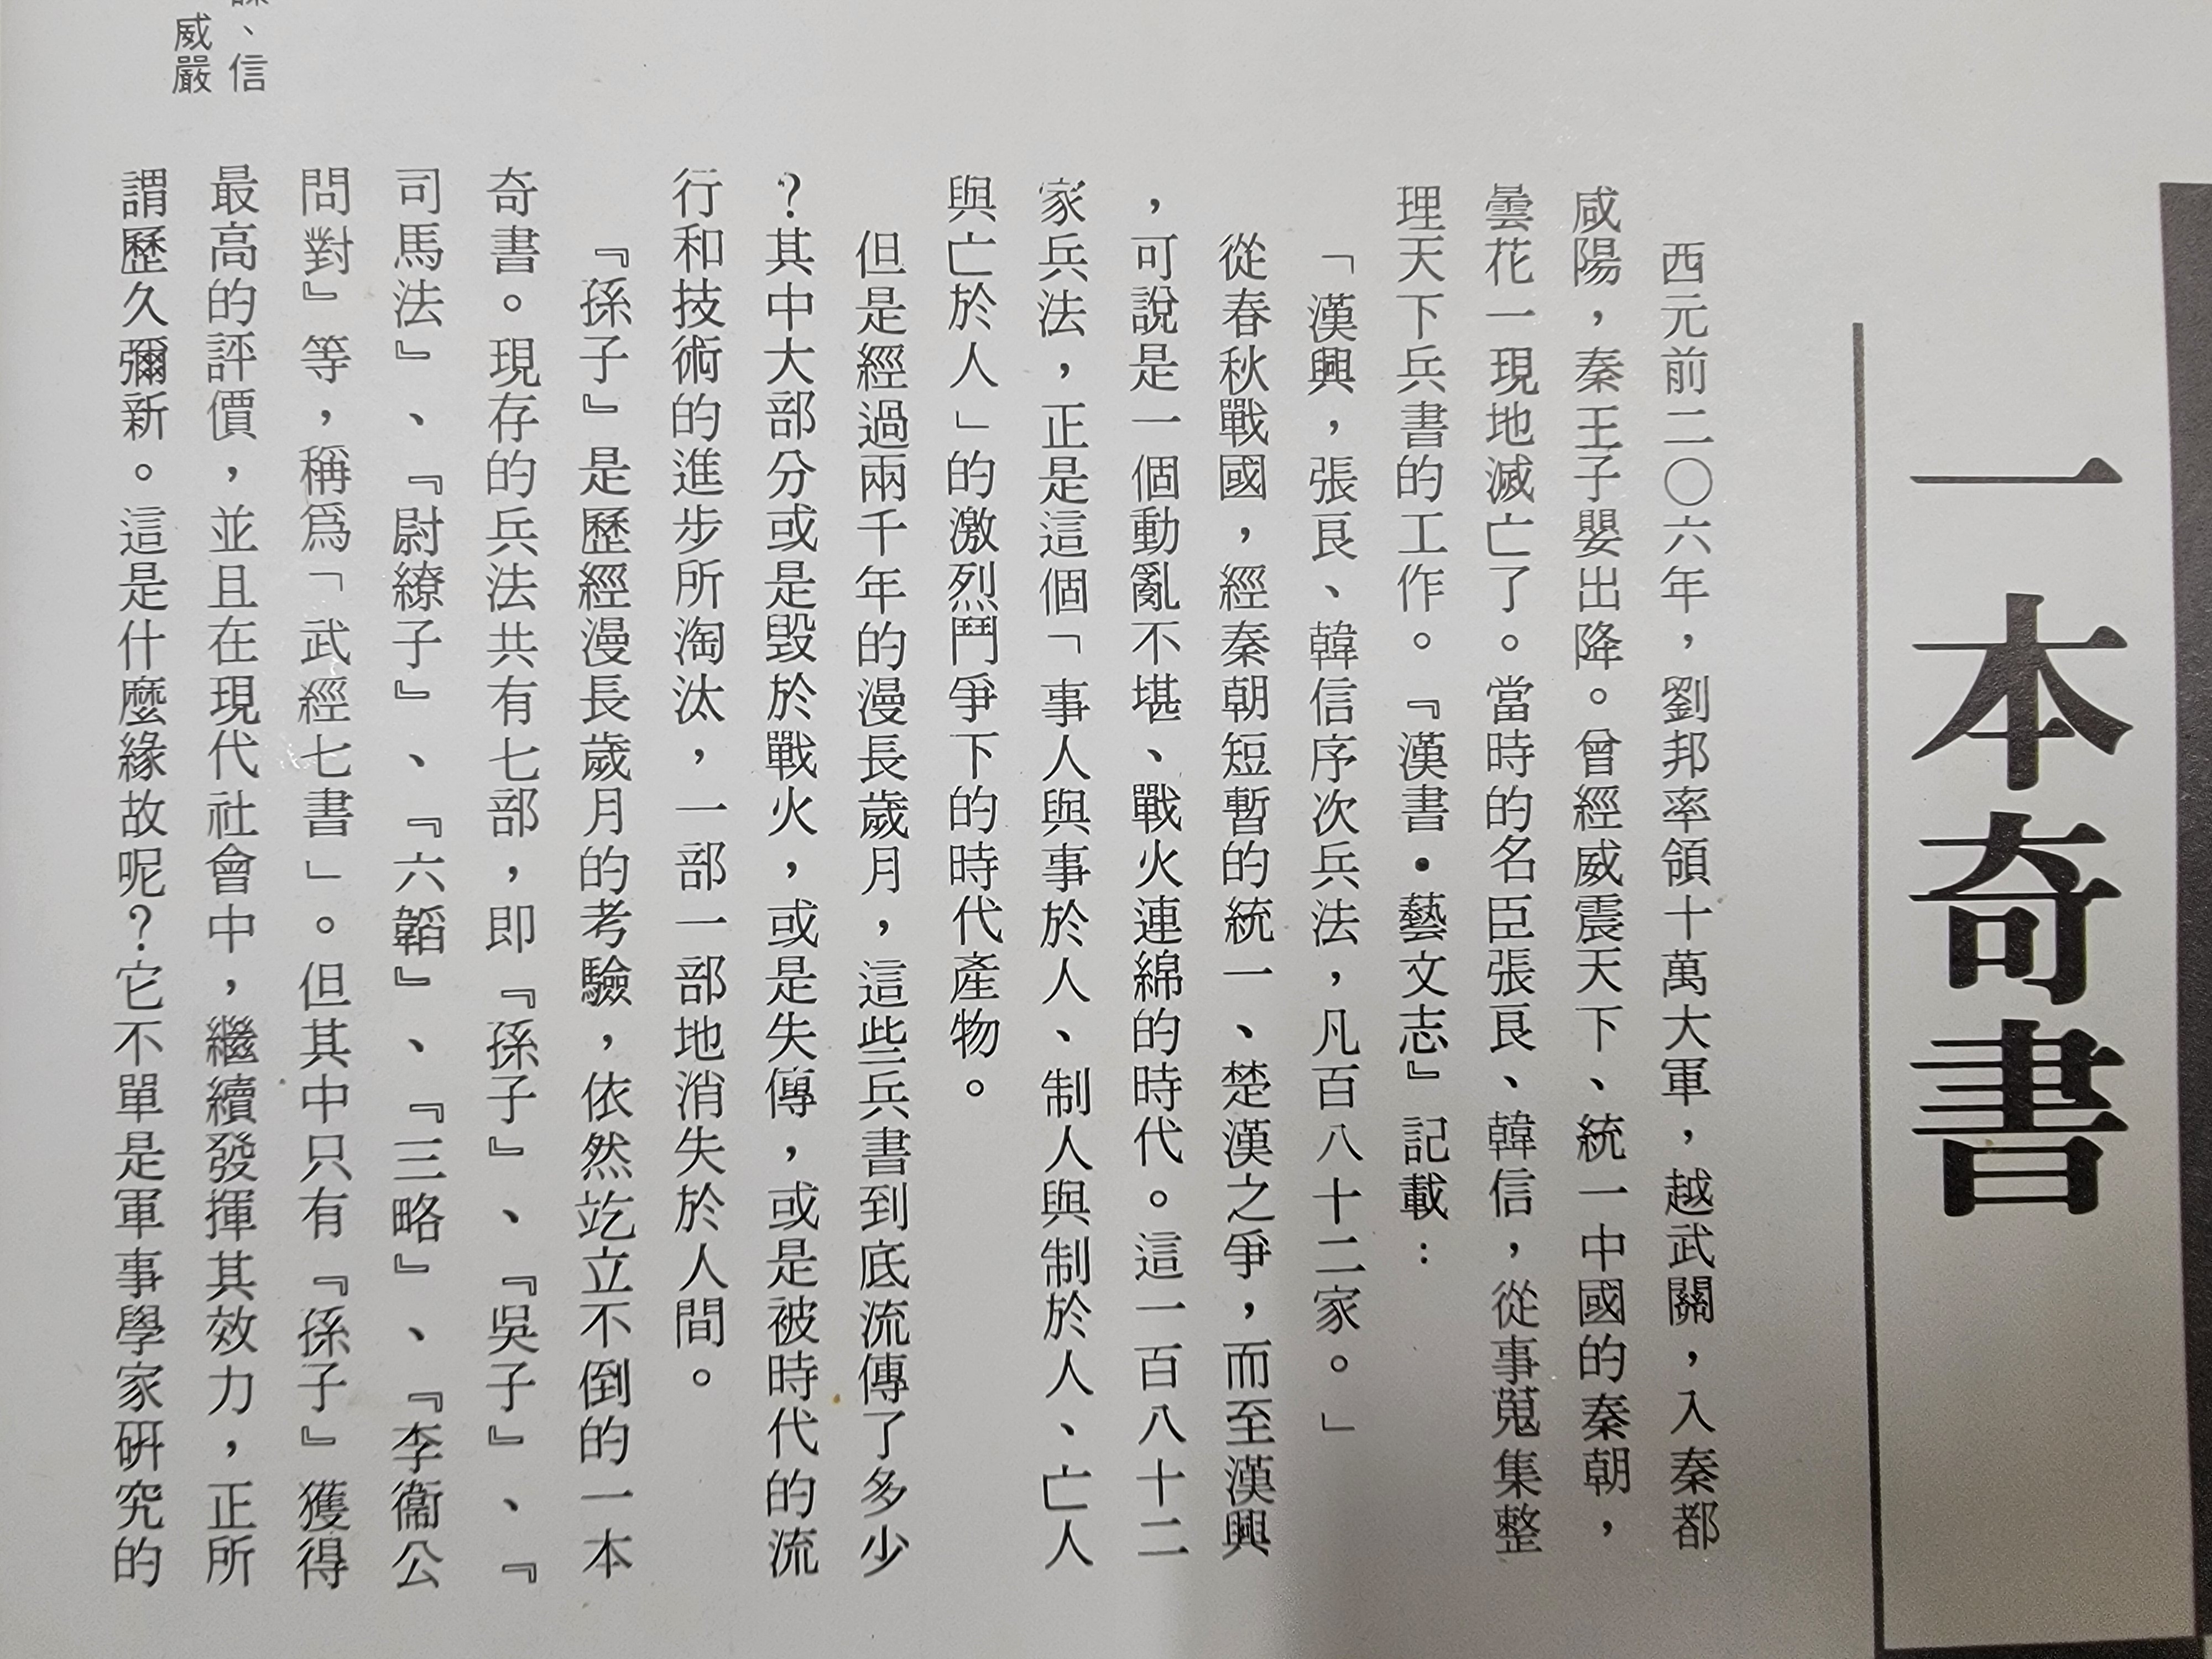 一本奇書
西元前二〇六年，劉邦率領十萬大軍，越武關，入秦都
咸陽，秦王子嬰出降。曾經威震天下、統一中國的秦朝，
曇花一現地滅亡了。當時的名臣張良、韓信，從事蒐集整
理天下兵書的工作。『漢書·藝文志』記載：
「漢興，張良、韓信序次兵法，凡百八十二家。」
從春秋戰國，經秦朝短暫的統一、楚漢之爭，而至漢興
，可說是一個動亂不堪、戰火連綿的時代。這一百八十二
家兵法，正是這個「事人與事於人、制人與制於人、亡人
與亡於人」的激烈鬥爭下的時代產物。
但是經過兩千年的漫長歲月，這些兵書到底流傳了多少
？其中大部分或是毀於戰火，或是失傳，或是被時代的流
行和技術的進步所淘汰，一部一部地消失於人間。
『孫子』是歷經漫長歲月的考驗，依然屹立不倒的一本
奇書。現存的兵法共有七部，即『孫子』、『吳子』、『
司馬法』、『尉繚子』、『六韜』、『三略』、『李衛公
問對』等，稱爲「武經七書」。但其中只有『孫子』獲得
最高的評價，並且在現代社會中，繼續發揮其效力，正所
謂歷久彌新。這是什麼緣故呢？它不單是軍事學家研究的
、信
威嚴